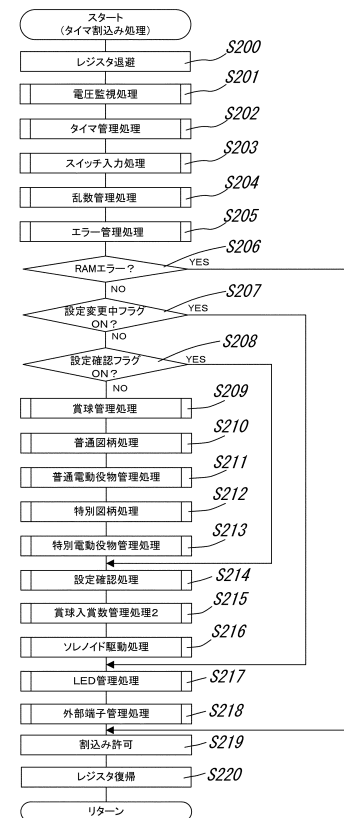 スタート
(タイマ割込み処理)
レジスタ退避
S200
電圧監視処理
S201
タイマ管理処理
S202
スイッチ入力処理
S203
乱数管理処理
S204
エラー管理処理
S205
RAMエラー？
S206
YES
NO
設定変更中フラグ
ON？
S207
YES
NO
設定確認フラグ
ON？
S208
YES
NO
賞球管理処理
S209
普通図柄管理処理
S210
普通電動役物管理処理
S211
特別図柄管理処理
S212
特別電動役物管理処理
S213
設定確認処理
S214
賞球入賞数管理処理2
S215
ソレノイド駆動処理
S216
LED管理処理
S217
外部端子管理処理
S218
割込み許可
S219
レジスタ復帰
S220
リターン